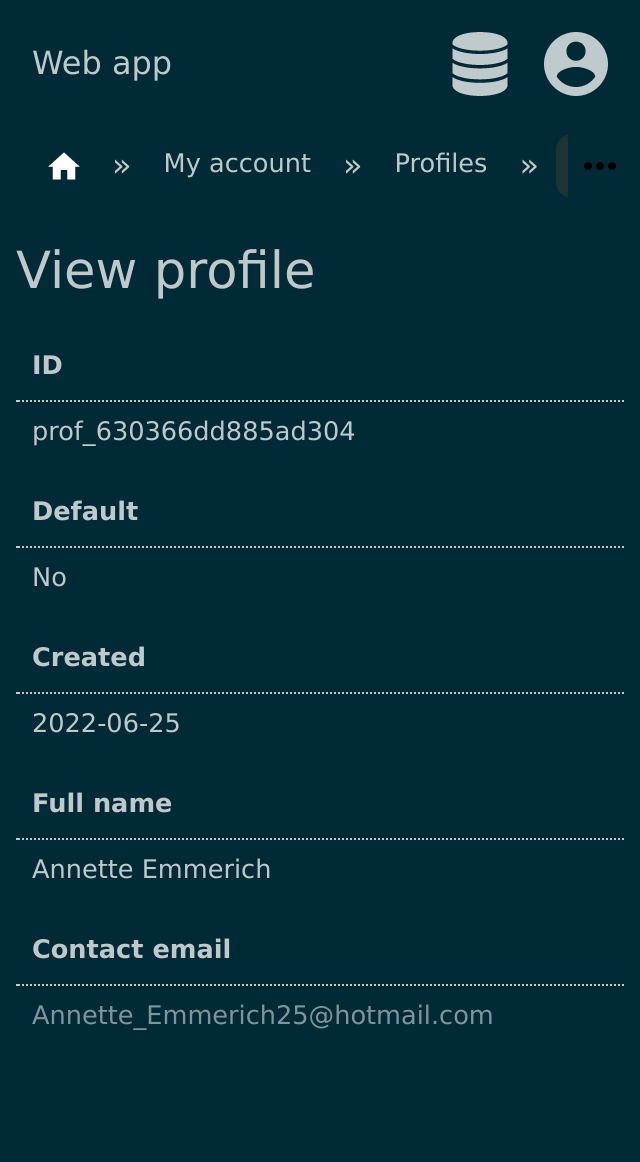 Web app
» My account » Profiles » •••
View profile
ID
prof_630366dd885ad304
Default
No
Created
2022-06-25
Full name
Annette Emmerich
Contact email
Annette_Emmerich25@hotmail.com